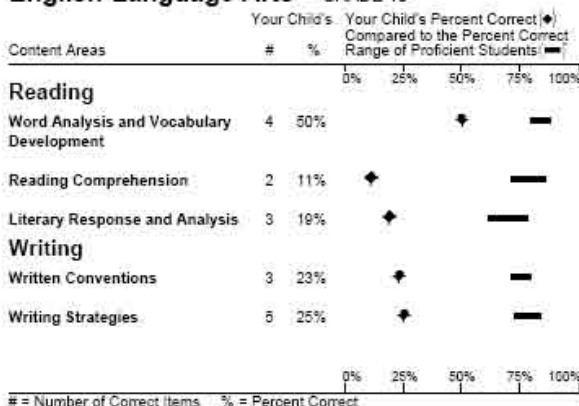 English-Language Arts
Your Child's Your Child's Percent Correct (◆)
Compared to the Percent Correct
Content Areas # % Range of Proficient Students (▬)
0% 25% 50% 75% 100%
Reading
Word Analysis and Vocabulary 4 50%
Development
Reading Comprehension 2 11%
Literary Response and Analysis 3 19%
Writing
Written Conventions 3 23%
Writing Strategies 5 25%
0% 25% 50% 75% 100%
# = Number of Correct Items % = Percent Correct